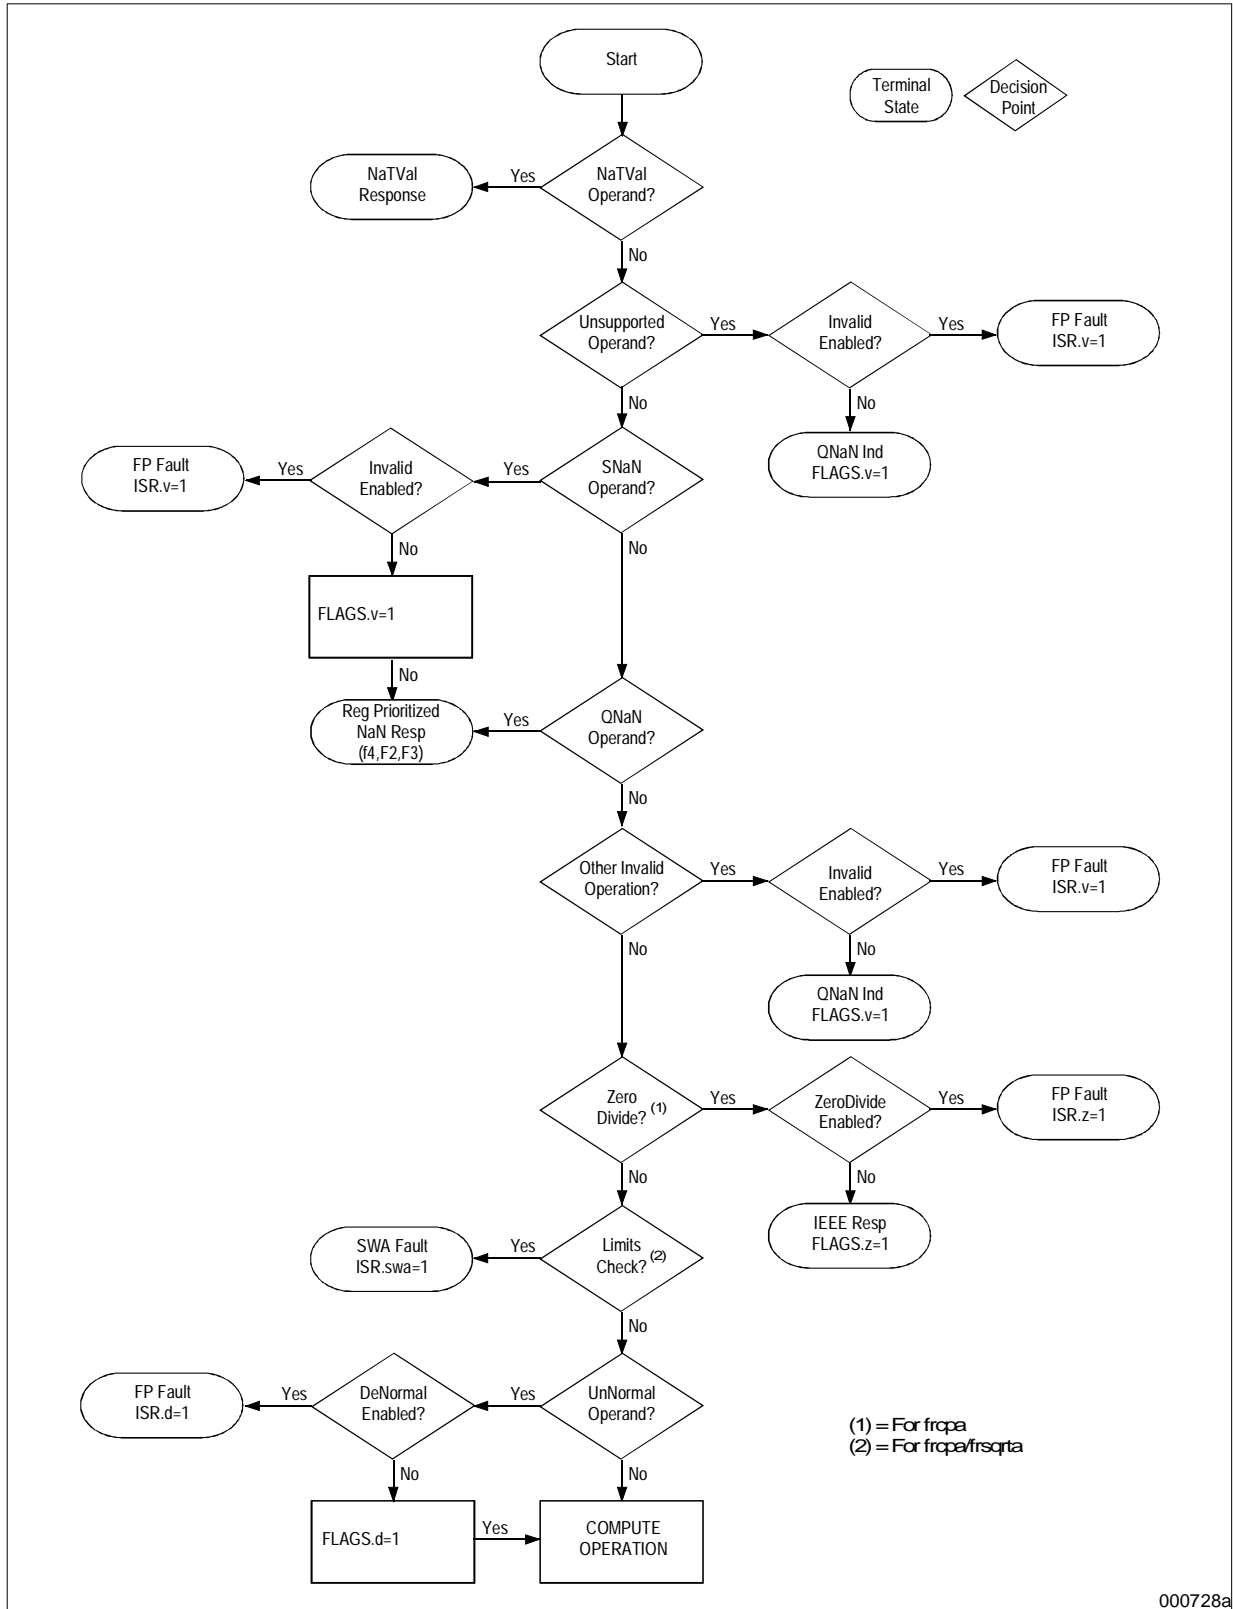 Start
Terminal
State
Decision
Point
NaTVal
Response
Yes
NaTVal
Operand?
No
Unsupported
Operand?
Yes
Invalid
Enabled?
Yes
FP Fault
ISR.v=1
No
No
QNaN Ind
FLAGS.v=1
FP Fault
ISR.v=1
Yes
Invalid
Enabled?
Yes
SNaN
Operand?
No
No
FLAGS.v=1
No
Reg Prioritized
NaN Resp
(f4,F2,F3)
Yes
QNaN
Operand?
No
Other Invalid
Operation?
Yes
Invalid
Enabled?
Yes
FP Fault
ISR.v=1
No
No
QNaN Ind
FLAGS.v=1
Zero
Divide? (1)
Yes
ZeroDivide
Enabled?
Yes
FP Fault
ISR.z=1
No
No
IEEE Resp
FLAGS.z=1
SWA Fault
ISR.swa=1
Yes
Limits
Check? (2)
No
FP Fault
ISR.d=1
Yes
DeNormal
Enabled?
Yes
UnNormal
Operand?
(1) = For frcpa
(2) = For frcpa/frsqrta
No
No
FLAGS.d=1
Yes
COMPUTE
OPERATION
000728a